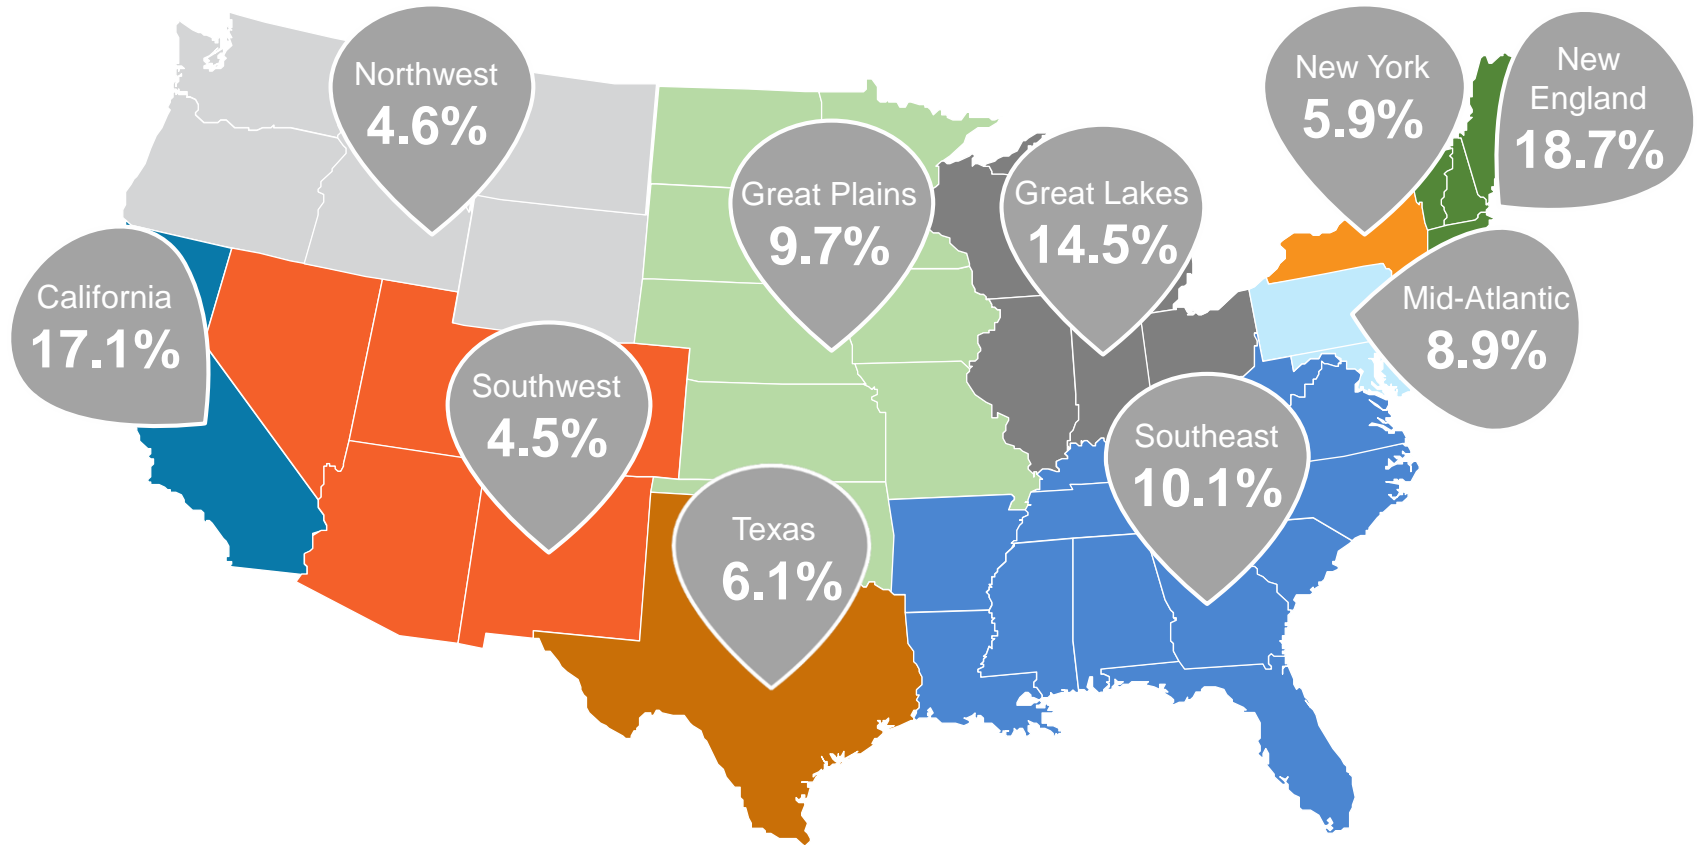 Northwest
4.6%
New York
5.9%
New
England
18.7%
Great Plains
9.7%
Great Lakes
14.5%
California
17.1%
Mid-Atlantic
8.9%
Southwest
4.5%
Southeast
10.1%
Texas
6.1%